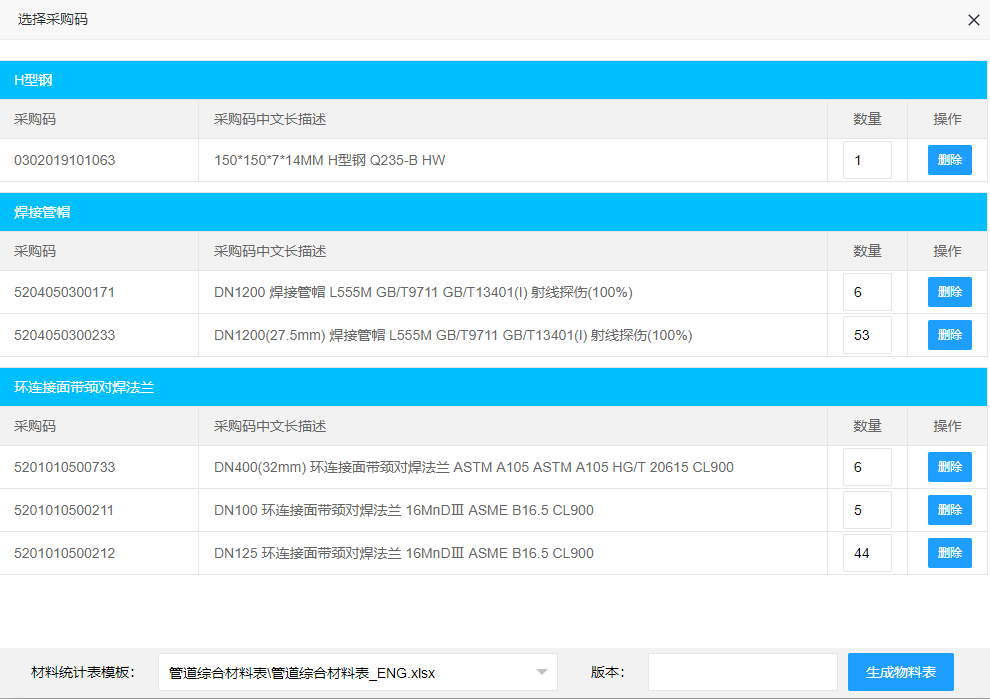 选择采购码
H型钢
采购码 采购码中文长描述 数量 操作
0302019101063 150*150*7*14MM H型钢 Q235-B HW 1 删除
焊接管帽
采购码 采购码中文长描述 数量 操作
5204050300171 DN1200 焊接管帽 L555M GB/T9711 GB/T13401(I) 射线探伤(100%) 6 删除
5204050300233 DN1200(27.5mm) 焊接管帽 L555M GB/T9711 GB/T13401(I) 射线探伤(100%) 53 删除
环连接面带颈对焊法兰
采购码 采购码中文长描述 数量 操作
5201010500733 DN400(32mm) 环连接面带颈对焊法兰 ASTM A105 ASTM A105 HG/T 20615 CL900 6 删除
5201010500211 DN100 环连接面带颈对焊法兰 16MnDⅢ ASME B16.5 CL900 5 删除
5201010500212 DN125 环连接面带颈对焊法兰 16MnDⅢ ASME B16.5 CL900 44 删除
材料统计表模板： 管道综合材料表\管道综合材料表_ENG.xlsx 版本： 生成物料表